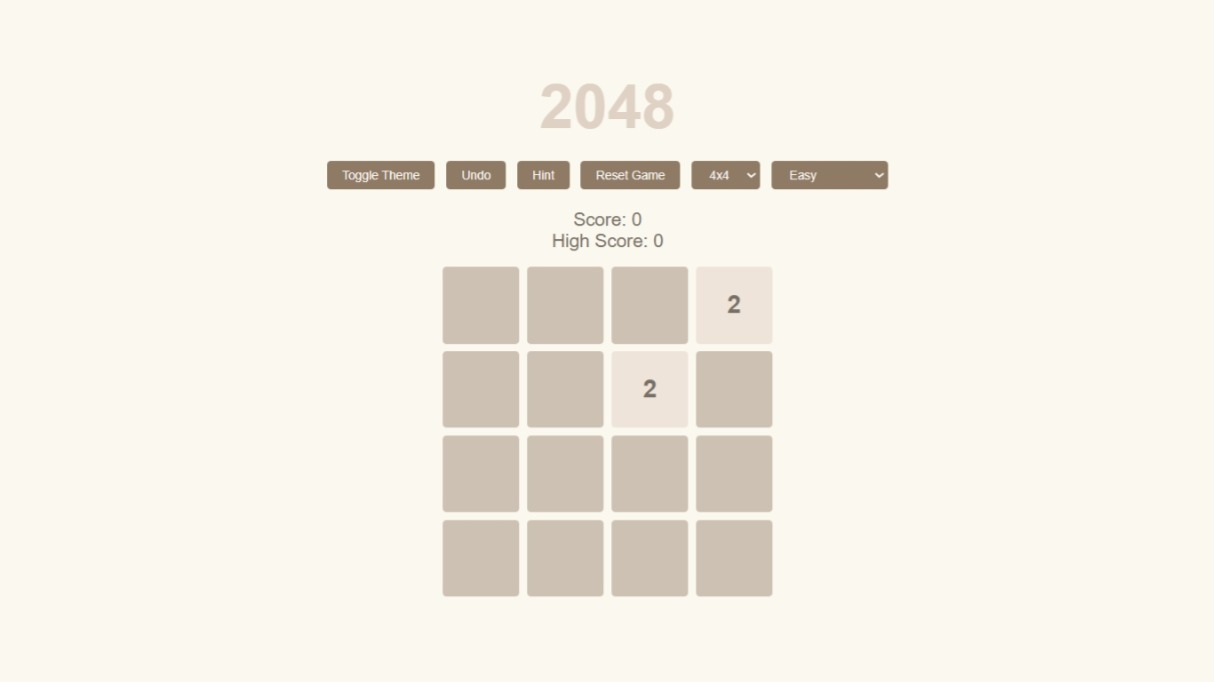 2048
Toggle Theme Undo Hint Reset Game 4x4 Easy
Score: 0
High Score: 0
2
2